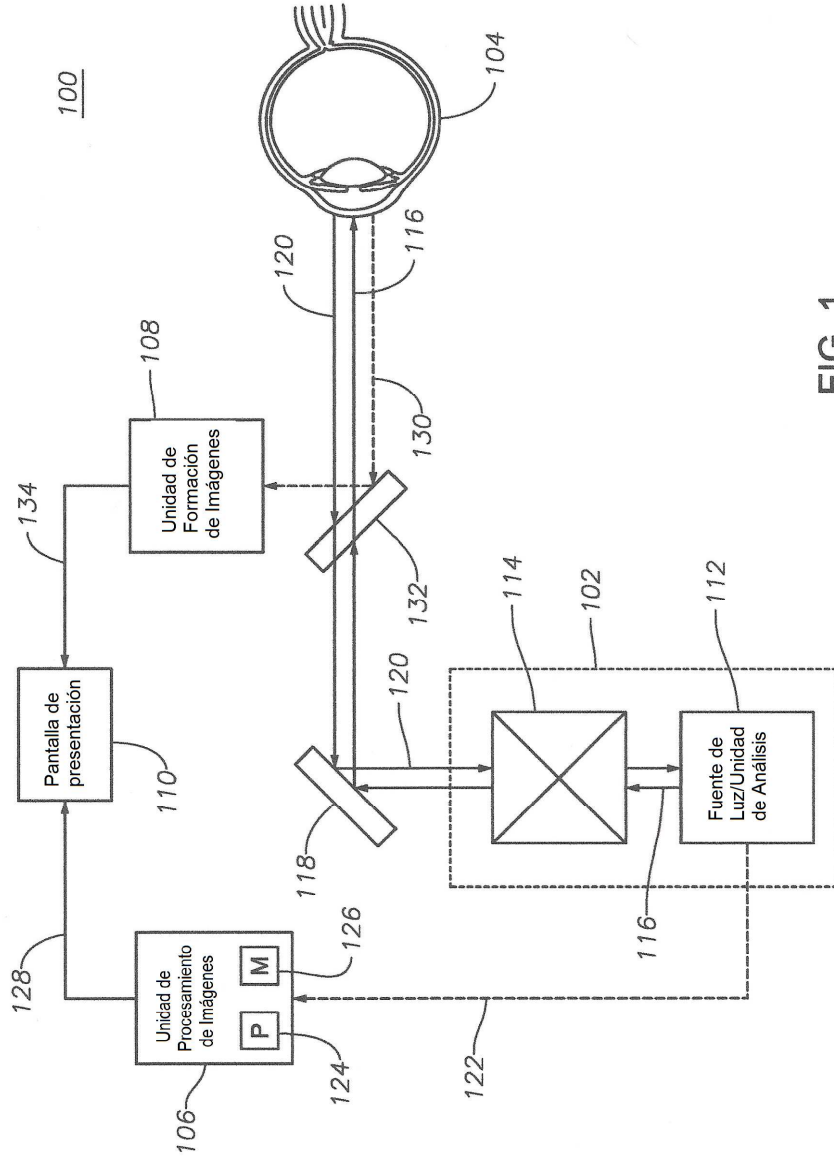 100
120
116
104
108
Unidad de
Formación
de Imágenes
134
130
132
Pantalla de
presentación
110
118
120
114
102
112
Fuente de
Luz/Unidad
de Análisis
116
128
Unidad de
Procesamiento
de Imágenes
P
M
126
124
106
122
FIG. 1